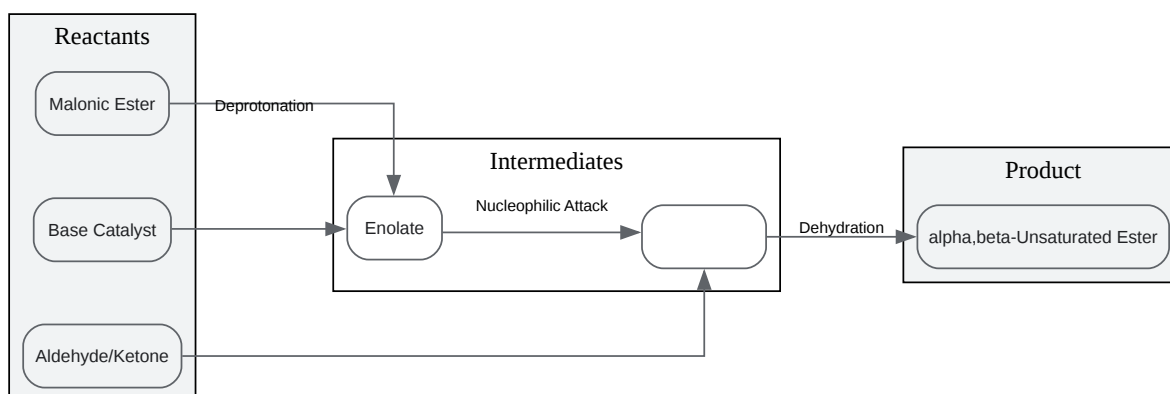 Reactants
Malonic Ester
Deprotonation
Base Catalyst
Aldehyde/Ketone
Intermediates
Enolate
Nucleophilic Attack
Dehydration
Product
alpha,beta-Unsaturated Ester